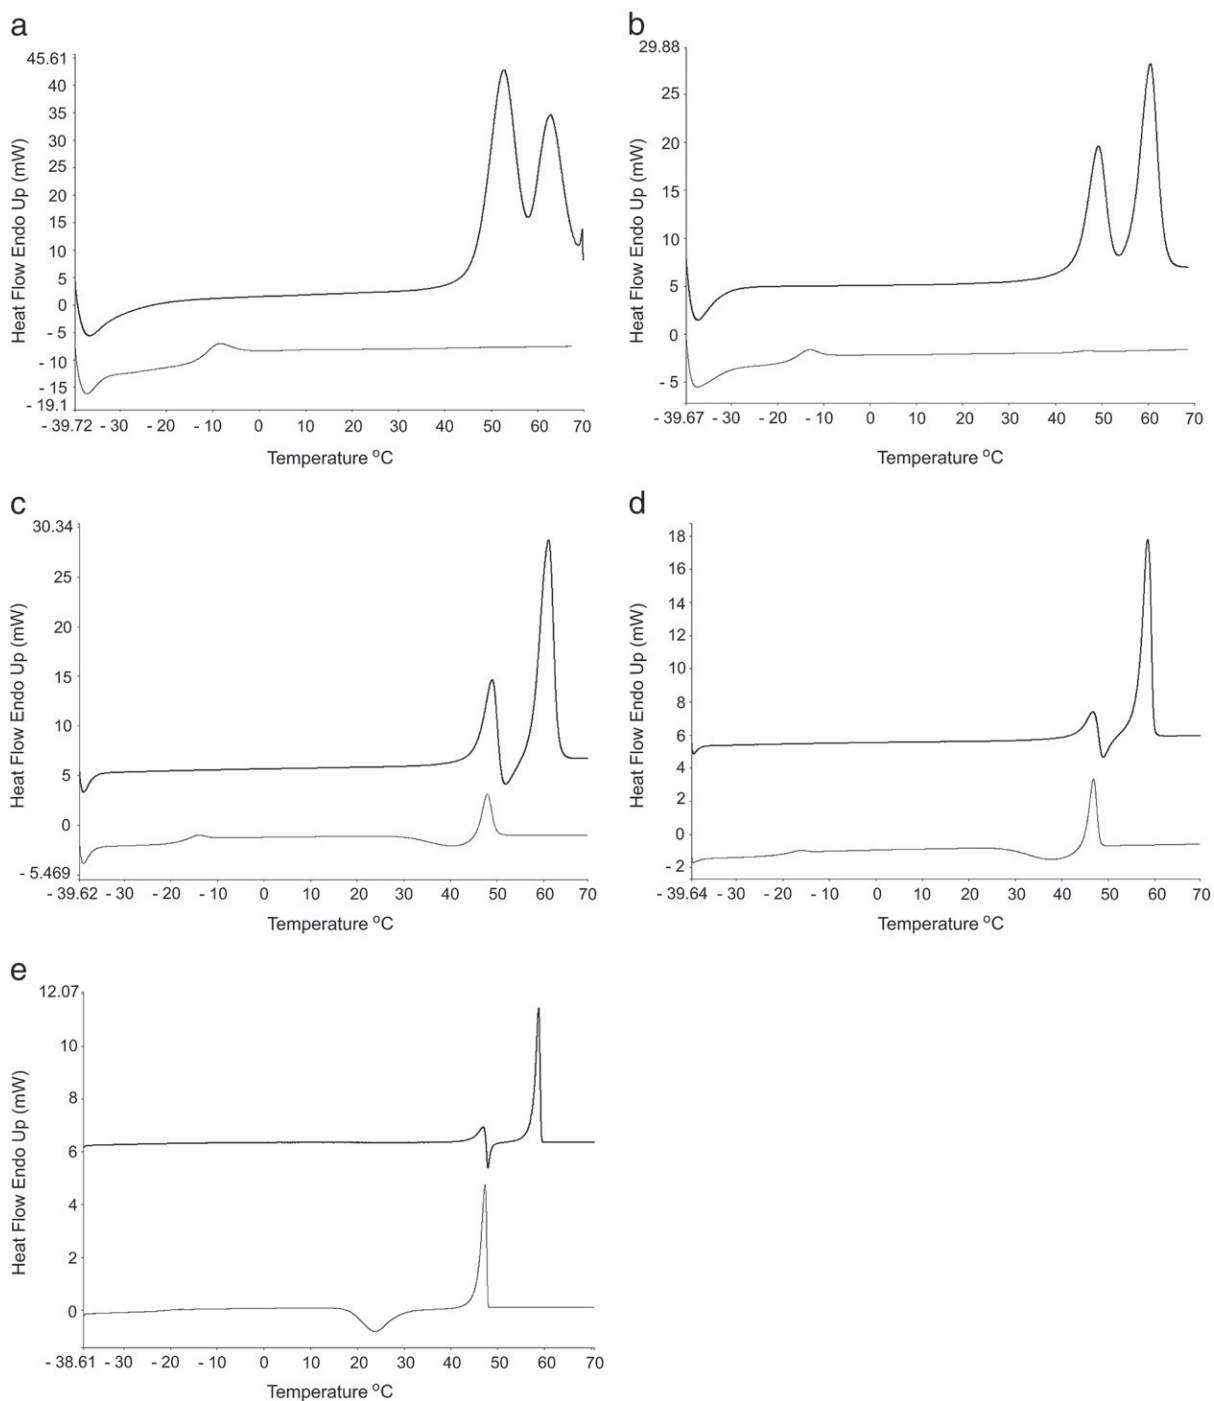 a
45.61
40
35
30
25
20
15
10
5
0
- 5
- 10
- 15
- 19.1
Heat Flow Endo Up (mW)
- 39.72 - 30 - 20 - 10 0 10 20 30 40 50 60 70
Temperature °C
b
29.88
25
20
15
10
5
0
- 5
Heat Flow Endo Up (mW)
- 39.67 - 30 - 20 - 10 0 10 20 30 40 50 60 70
Temperature °C
c
30.34
25
20
15
10
5
0
- 5.469
Heat Flow Endo Up (mW)
- 39.62 - 30 - 20 - 10 0 10 20 30 40 50 60 70
Temperature °C
d
18
16
14
12
10
8
6
4
2
0
- 2
Heat Flow Endo Up (mW)
- 39.64 - 30 - 20 - 10 0 10 20 30 40 50 60 70
Temperature °C
e
12.07
10
8
6
4
2
0
Heat Flow Endo Up (mW)
- 38.61 - 30 - 20 - 10 0 10 20 30 40 50 60 70
Temperature °C